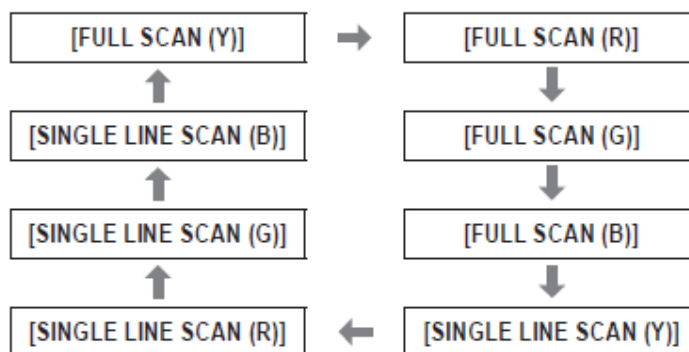 [FULL SCAN (Y)] [FULL SCAN (R)]
[SINGLE LINE SCAN (B)] [FULL SCAN (G)]
[SINGLE LINE SCAN (G)] [FULL SCAN (B)]
[SINGLE LINE SCAN (R)] [SINGLE LINE SCAN (Y)]